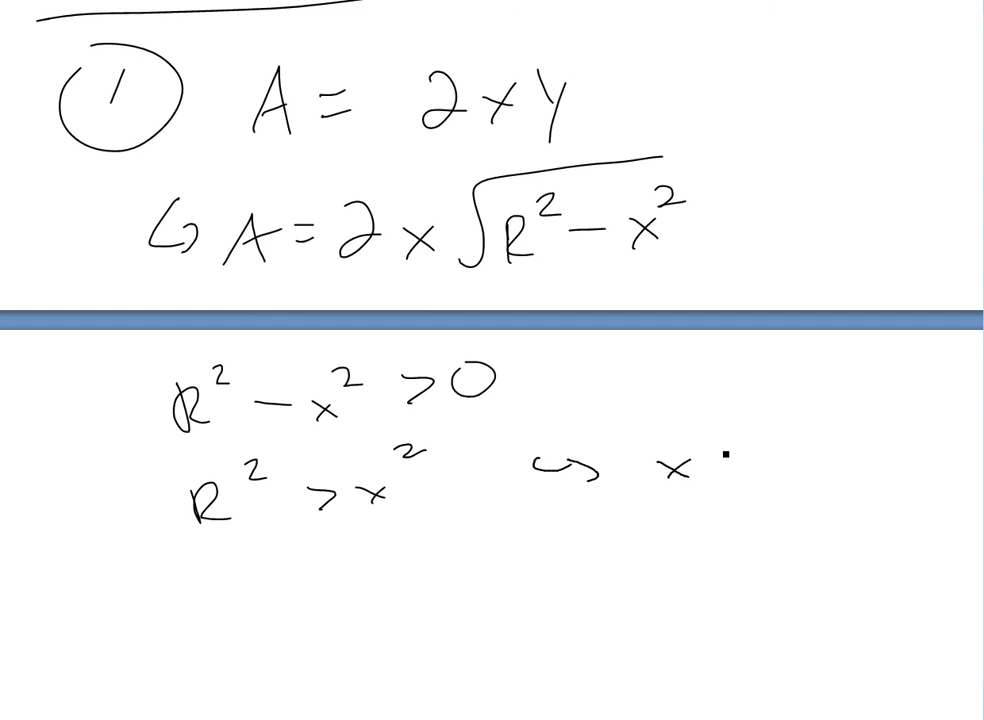 ① A = 2xy
↪ A = 2x√(R² − x²)
R² − x² > 0
R² > x² ↪ x